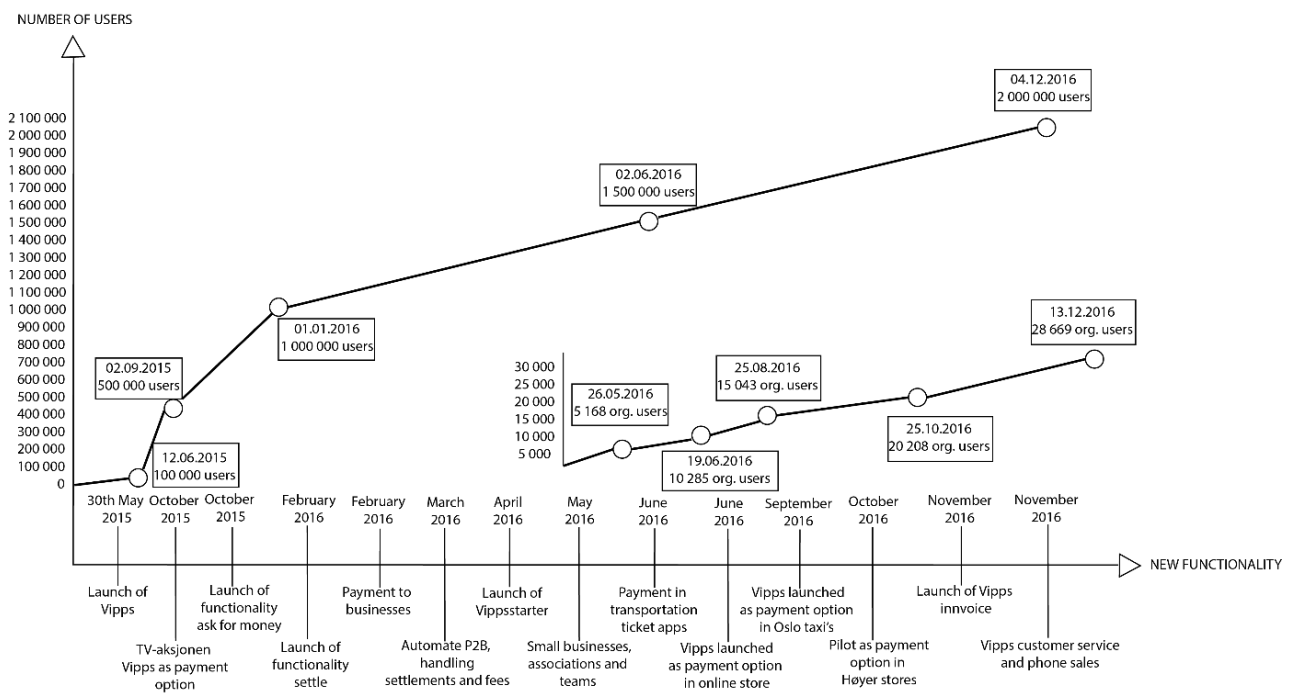 NUMBER OF USERS
04.12.2016
2 000 000 users
2 100 000
2 000 000
1 900 000
1 800 000
1 700 000
1 600 000
1 500 000
1 400 000
1 300 000
1 200 000
1 100 000
1 000 000
900 000
800 000
700 000
600 000
500 000
400 000
300 000
200 000
100 000
0
02.06.2016
1 500 000 users
01.01.2016
1 000 000 users
02.09.2015
500 000 users
12.06.2015
100 000 users
30 000
25 000
20 000
15 000
10 000
5 000
26.05.2016
5 168 org. users
19.06.2016
10 285 org. users
25.08.2016
15 043 org. users
25.10.2016
20 208 org. users
13.12.2016
28 669 org. users
30th May
2015
October
2015
October
2015
February
2016
February
2016
March
2016
April
2016
May
2016
June
2016
June
2016
September
2016
October
2016
November
2016
November
2016
NEW FUNCTIONALITY
Launch of
Vipps
TV-aksjonen
Vipps as payment
option
Launch of
functionality
ask for money
Launch of
functionality
settle
Payment to
businesses
Automate P2B,
handling
settlements and fees
Launch of
Vippsstarter
Small businesses,
associations and
teams
Payment in
transportation
ticket apps
Vipps launched
as payment option
in online store
Vipps launched
as payment option
in Oslo taxi's
Pilot as payment
option in
Høyer stores
Launch of Vipps
innvoice
Vipps customer service
and phone sales